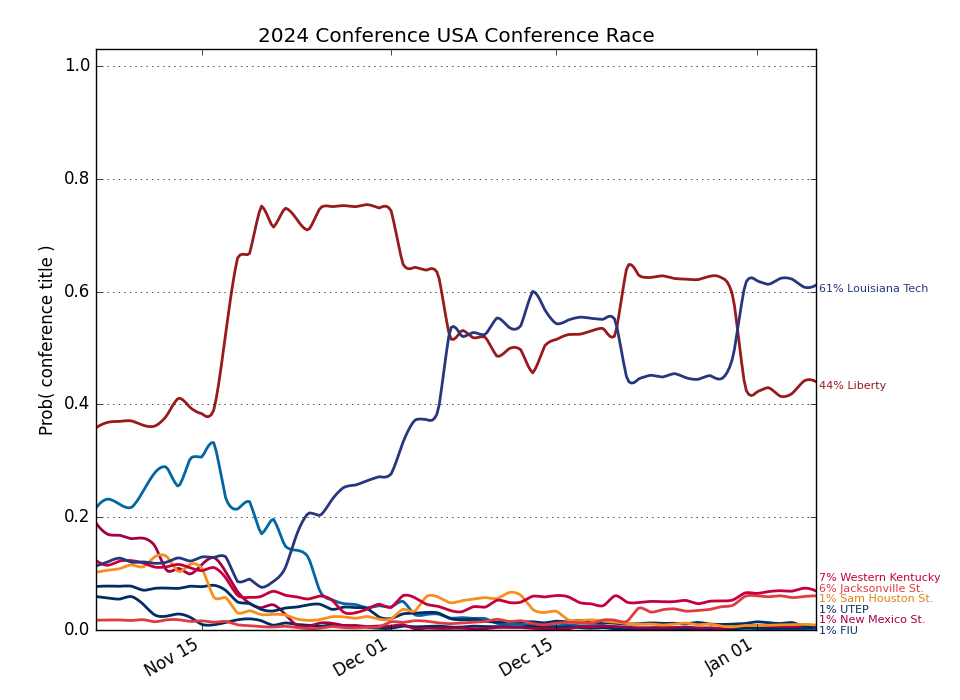 2024 Conference USA Conference Race
Prob( conference title )
1.0
0.8
0.6
0.4
0.2
0.0
Nov 15
Dec 01
Dec 15
Jan 01
61% Louisiana Tech
44% Liberty
7% Western Kentucky
6% Jacksonville St.
1% Sam Houston St.
1% UTEP
1% New Mexico St.
1% FIU